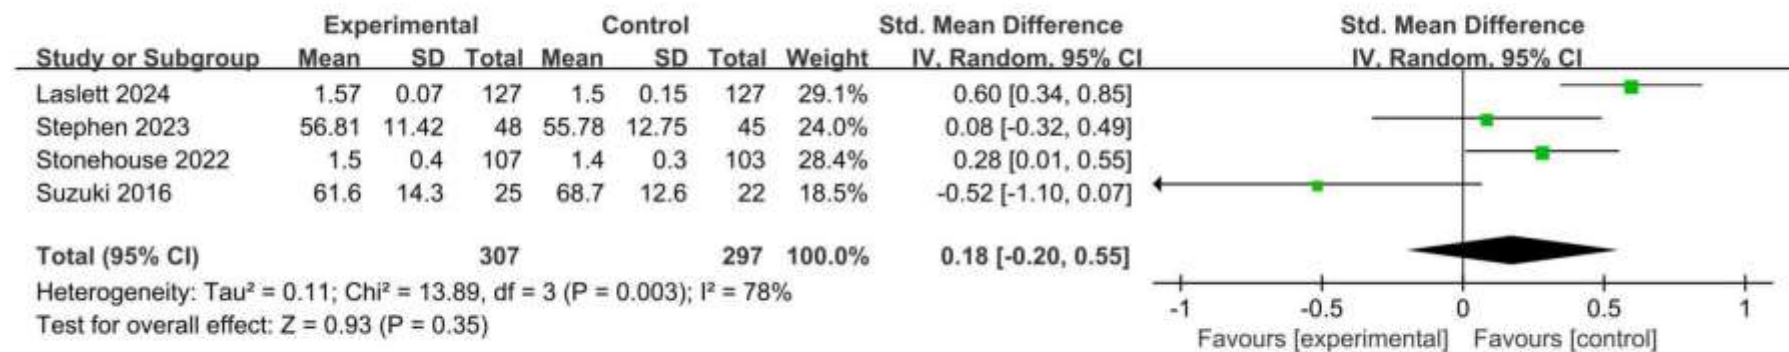 Experimental Control Std. Mean Difference Std. Mean Difference
Study or Subgroup Mean SD Total Mean SD Total Weight IV, Random, 95% CI IV, Random, 95% CI
Laslett 2024 1.57 0.07 127 1.5 0.15 127 29.1% 0.60 [0.34, 0.85]
Stephen 2023 56.81 11.42 48 55.78 12.75 45 24.0% 0.08 [-0.32, 0.49]
Stonehouse 2022 1.5 0.4 107 1.4 0.3 103 28.4% 0.28 [0.01, 0.55]
Suzuki 2016 61.6 14.3 25 68.7 12.6 22 18.5% -0.52 [-1.10, 0.07]
Total (95% CI) 307 297 100.0% 0.18 [-0.20, 0.55]
Heterogeneity: Tau² = 0.11; Chi² = 13.89, df = 3 (P = 0.003); I² = 78%
Test for overall effect: Z = 0.93 (P = 0.35)
-1 -0.5 0 0.5 1
Favours [experimental] Favours [control]